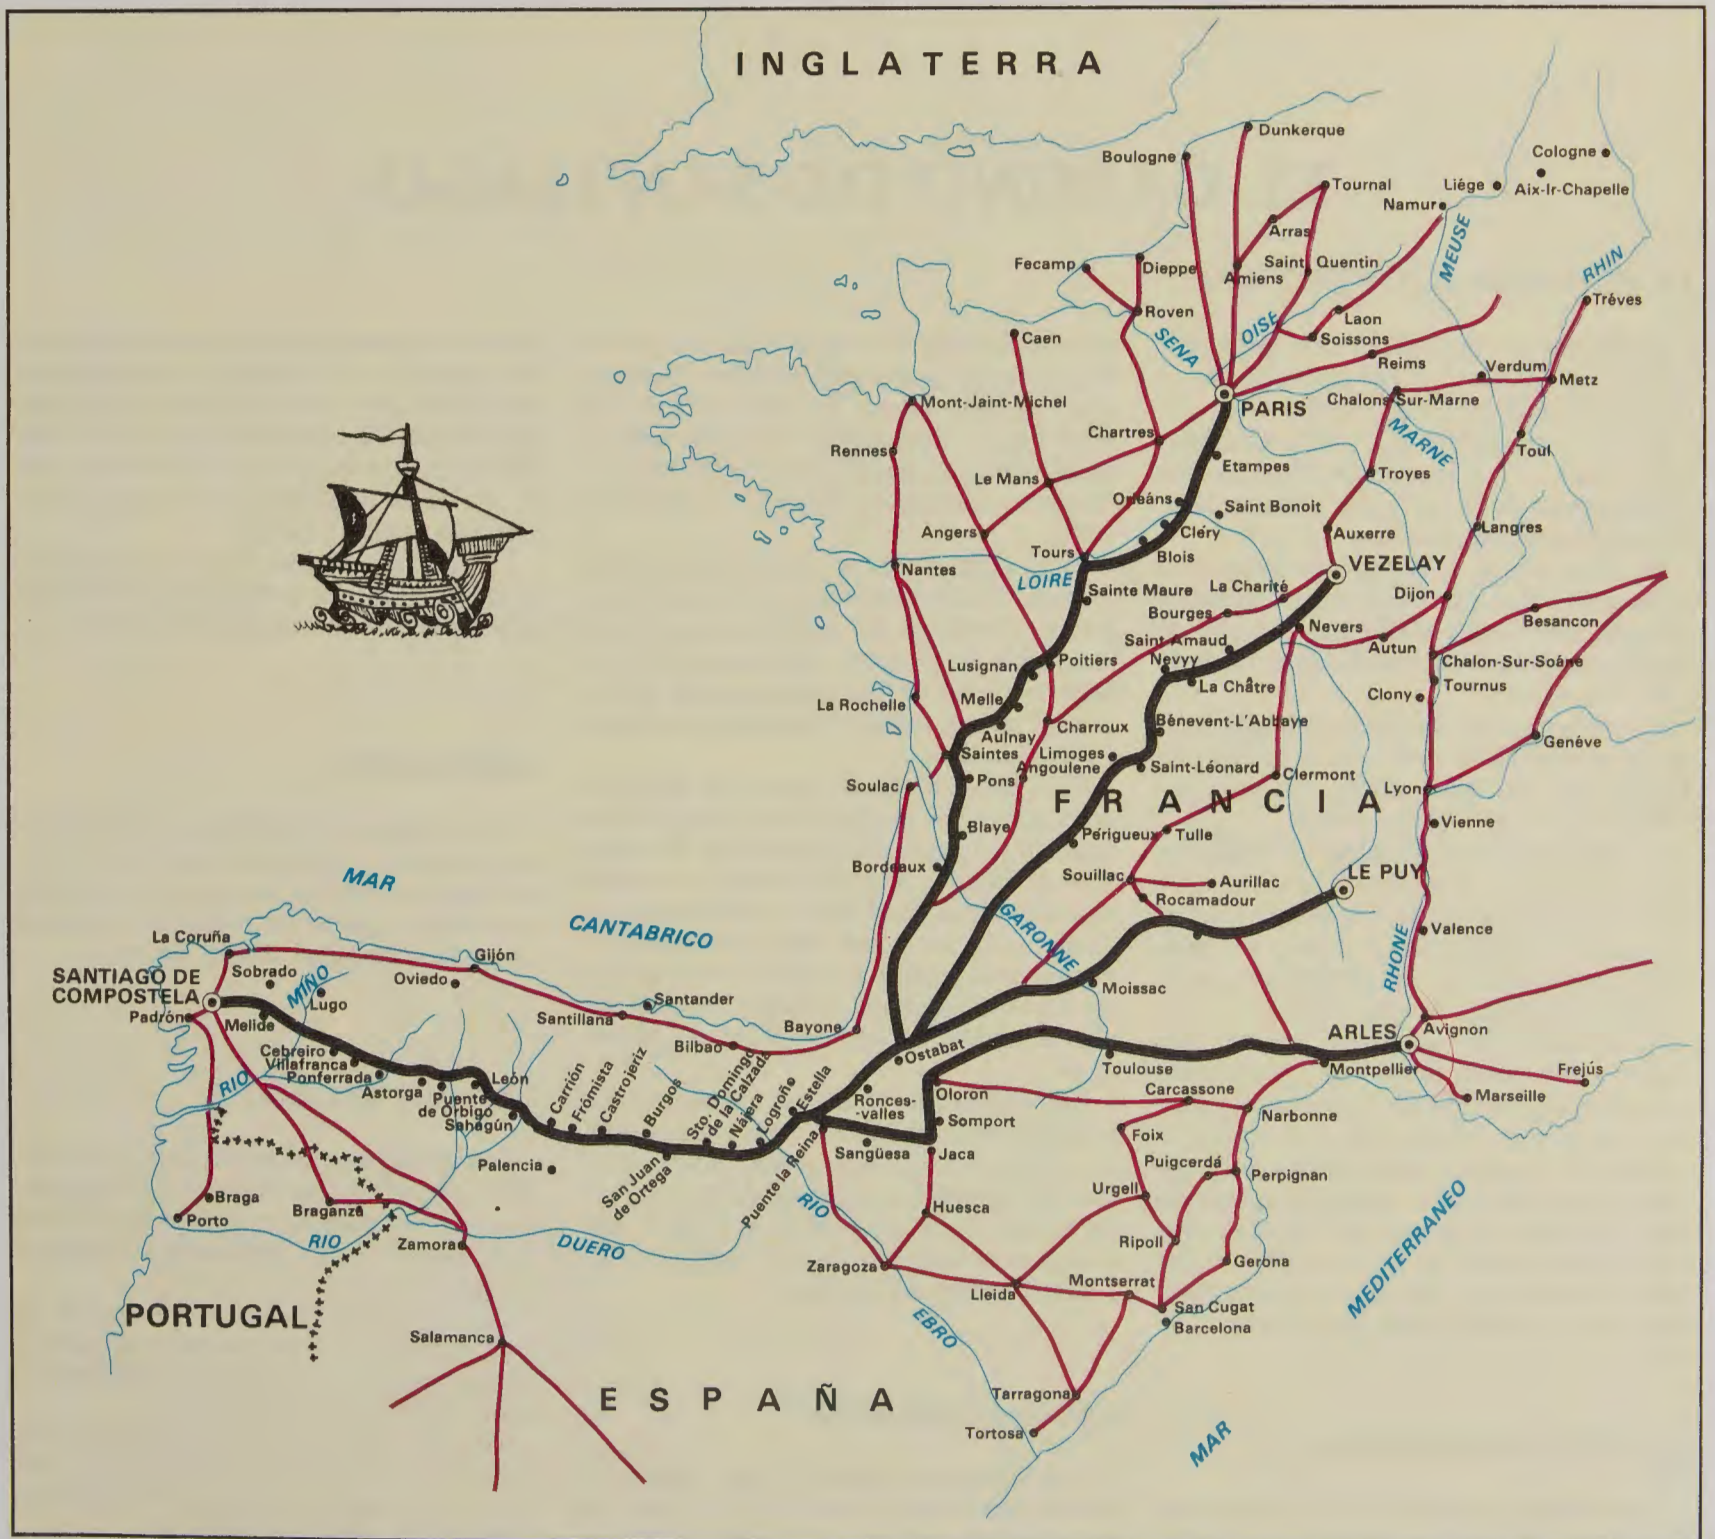 INGLATERRA
Dunkerque
Boulogne
Cologne
Tournal
Liége
Aix-Ir-Chapelle
Namur
Arras
MEUSE
Fecamp
Dieppe
Saint Quentin
Amiens
RHIN
Tréves
Roven
Laon
OISE
SENA
Caen
Soissons
Reims
Verdum
Metz
Mont-Jaint-Michel
PARIS
Chalons-Sur-Marne
MARNE
Chartres
Rennes
Etampes
Toul
Troyes
Le Mans
Orleáns
Saint Bonoit
Langres
Angers
Cléry
Auxerre
Tours
Blois
VEZELAY
Nantes
LOIRE
Sainte Maure
La Charité
Dijon
Bourges
Besancon
Nevers
Saint Amaud
Autun
Lusignan
Poitiers
Nevyy
Chalon-Sur-Soáne
La Châtre
Clony
Tournus
La Rochelle
Melle
Charroux
Bénevent-L'Abbaye
Aulnay
Genéve
Saintes
Limoges
Angoulene
Saint-Léonard
Clermont
Soulac
Pons
Lyon
FRANCIA
Blaye
Périgueux
Tulle
Vienne
Bordeaux
Souillac
Aurillac
LE PUY
MAR
Rocamadour
CANTABRICO
GARONNE
Valence
La Coruña
Gijón
RHONE
SANTIAGO DE
COMPOSTELA
Sobrado
MIÑO
Oviedo
Moissac
Lugo
Santander
Padrón
Melide
Santillana
Bayone
ARLES
Avignon
Bilbao
Cebreiro
Ostabat
Villafranca
Toulouse
Montpellier
Frejús
Ponferrada
RIO
Astorga
León
Puente
de Orbigo
Sahagún
Carrión
Frómista
Castrojeriz
Burgos
Sto. Domingo
de la Calzada
Nájera
Logroño
Estella
Ronces-
-valles
Oloron
Carcassone
Marseille
Narbonne
Somport
Foix
Palencia
San Juan
de Ortega
Puente la Reina
Sangüesa
Jaca
Puigcerdá
Perpignan
Urgell
Braga
Braganza
RIO
Huesca
Porto
RIO
DUERO
Zamora
Ripoll
Gerona
Zaragoza
Montserrat
MEDITERRANEO
Lleida
San Cugat
PORTUGAL
EBRO
Barcelona
Salamanca
ESPAÑA
Tarragona
Tortosa
MAR